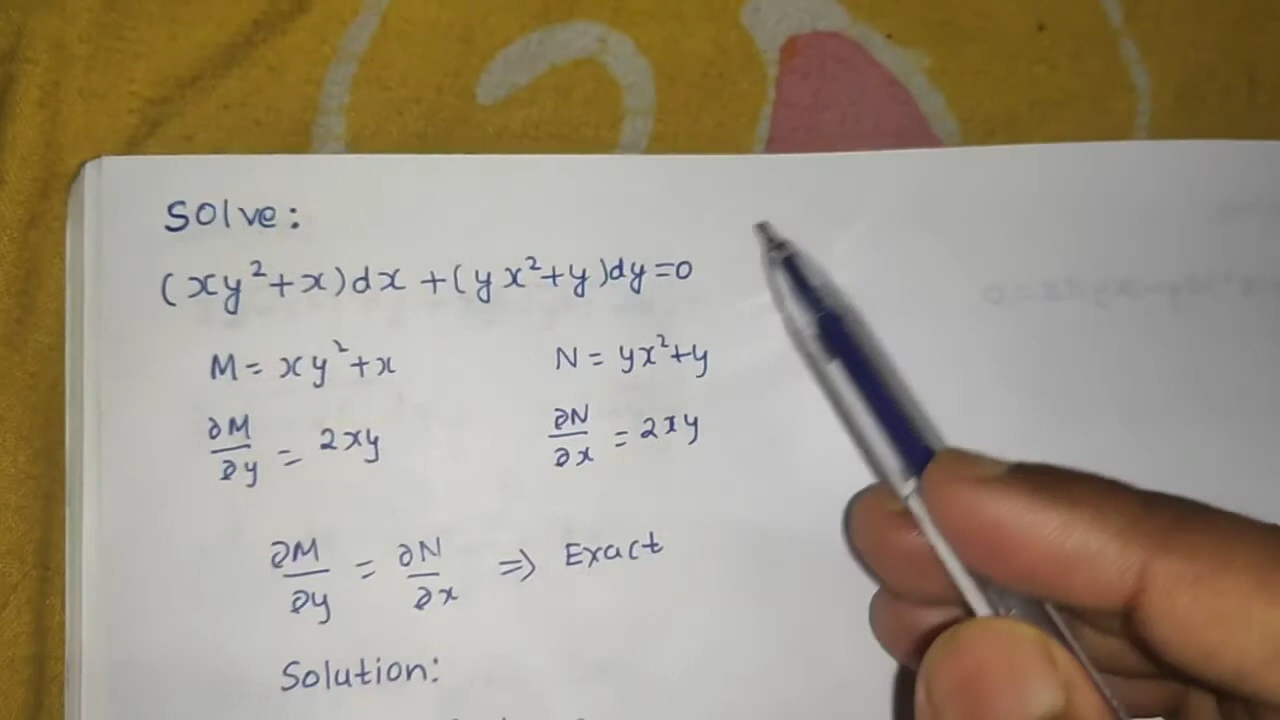 Solve:
(xy²+x)dx +(yx²+y)dy=0
M= xy²+x N= yx²+y
∂M/∂y = 2xy ∂N/∂x = 2xy
∂M/∂y = ∂N/∂x ⇒ Exact
Solution: